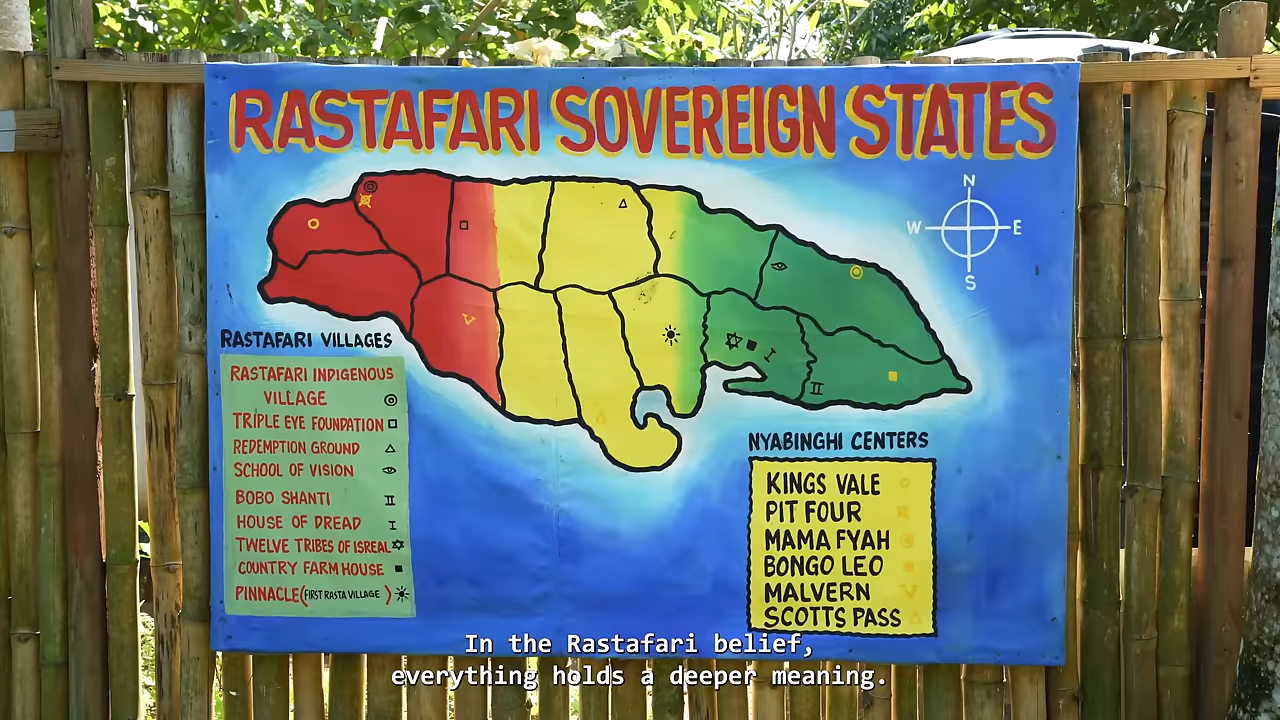 RASTAFARI SOVEREIGN STATES
N
W E
S
RASTAFARI VILLAGES
RASTAFARI INDIGENOUS
VILLAGE
TRIPLE EYE FOUNDATION
REDEMPTION GROUND
SCHOOL OF VISION
BOBO SHANTI
HOUSE OF DREAD
TWELVE TRIBES OF ISREAL
COUNTRY FARM HOUSE
PINNACLE (FIRST RASTA VILLAGE)
NYABINGHI CENTERS
KINGS VALE
PIT FOUR
MAMA FYAH
BONGO LEO
MALVERN
SCOTTS PASS
In the Rastafari belief,
everything holds a deeper meaning.